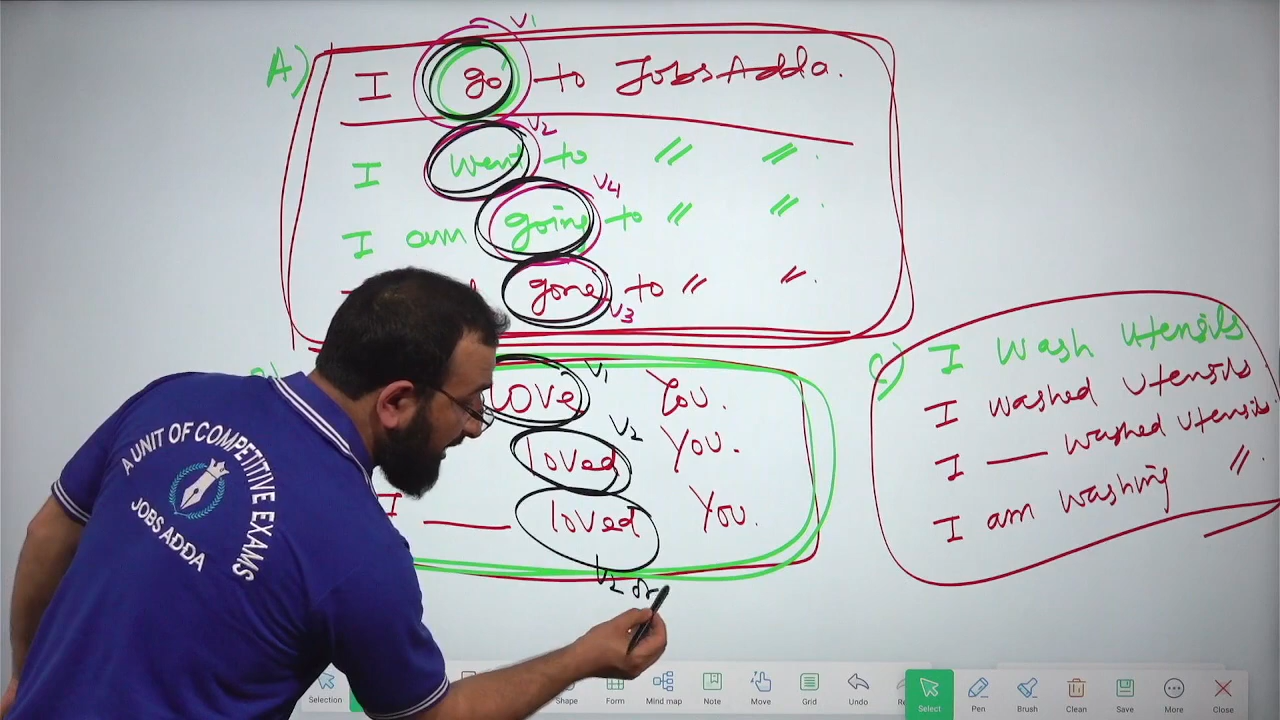 V1
A) I go to JobsAdda.
V2
I went to " " .
V4
I am going to " " .
gone to " "
V3
C) I wash utensils
I washed utensils
I ___ washed utensils.
I am washing " .
love You.
V1
loved You.
V2
I ___ loved You.
V2 or
A UNIT OF COMPETITIVE EXAMS
JOBS ADDA
Selection
Shape
Form
Mind map
Note
Move
Grid
Undo
Select
Pen
Brush
Clean
Save
More
Close